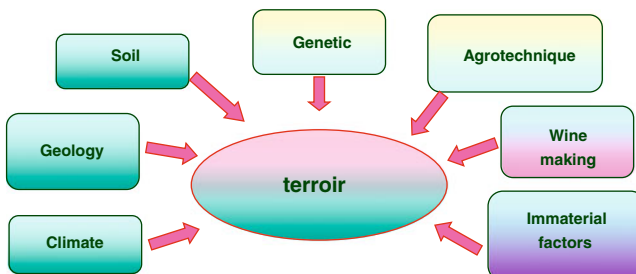 Genetic
Soil
Agrotechnique
Geology
Wine
making
terroir
Climate
Immaterial
factors